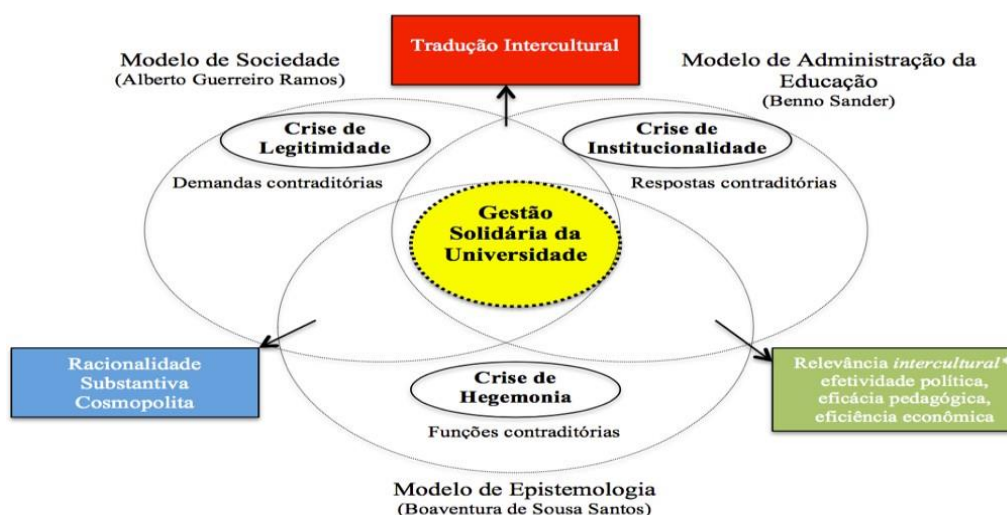 Tradução Intercultural
Modelo de Sociedade
(Alberto Guerreiro Ramos)
Modelo de Administração da
Educação
(Benno Sander)
Crise de
Legitimidade
Demandas contraditórias
Crise de
Institucionalidade
Respostas contraditórias
Gestão
Solidária da
Universidade
Racionalidade
Substantiva
Cosmopolita
Crise de
Hegemonia
Funções contraditórias
Relevância intercultural*
efetividade política,
eficácia pedagógica,
eficiência econômica
Modelo de Epistemologia
(Boaventura de Sousa Santos)